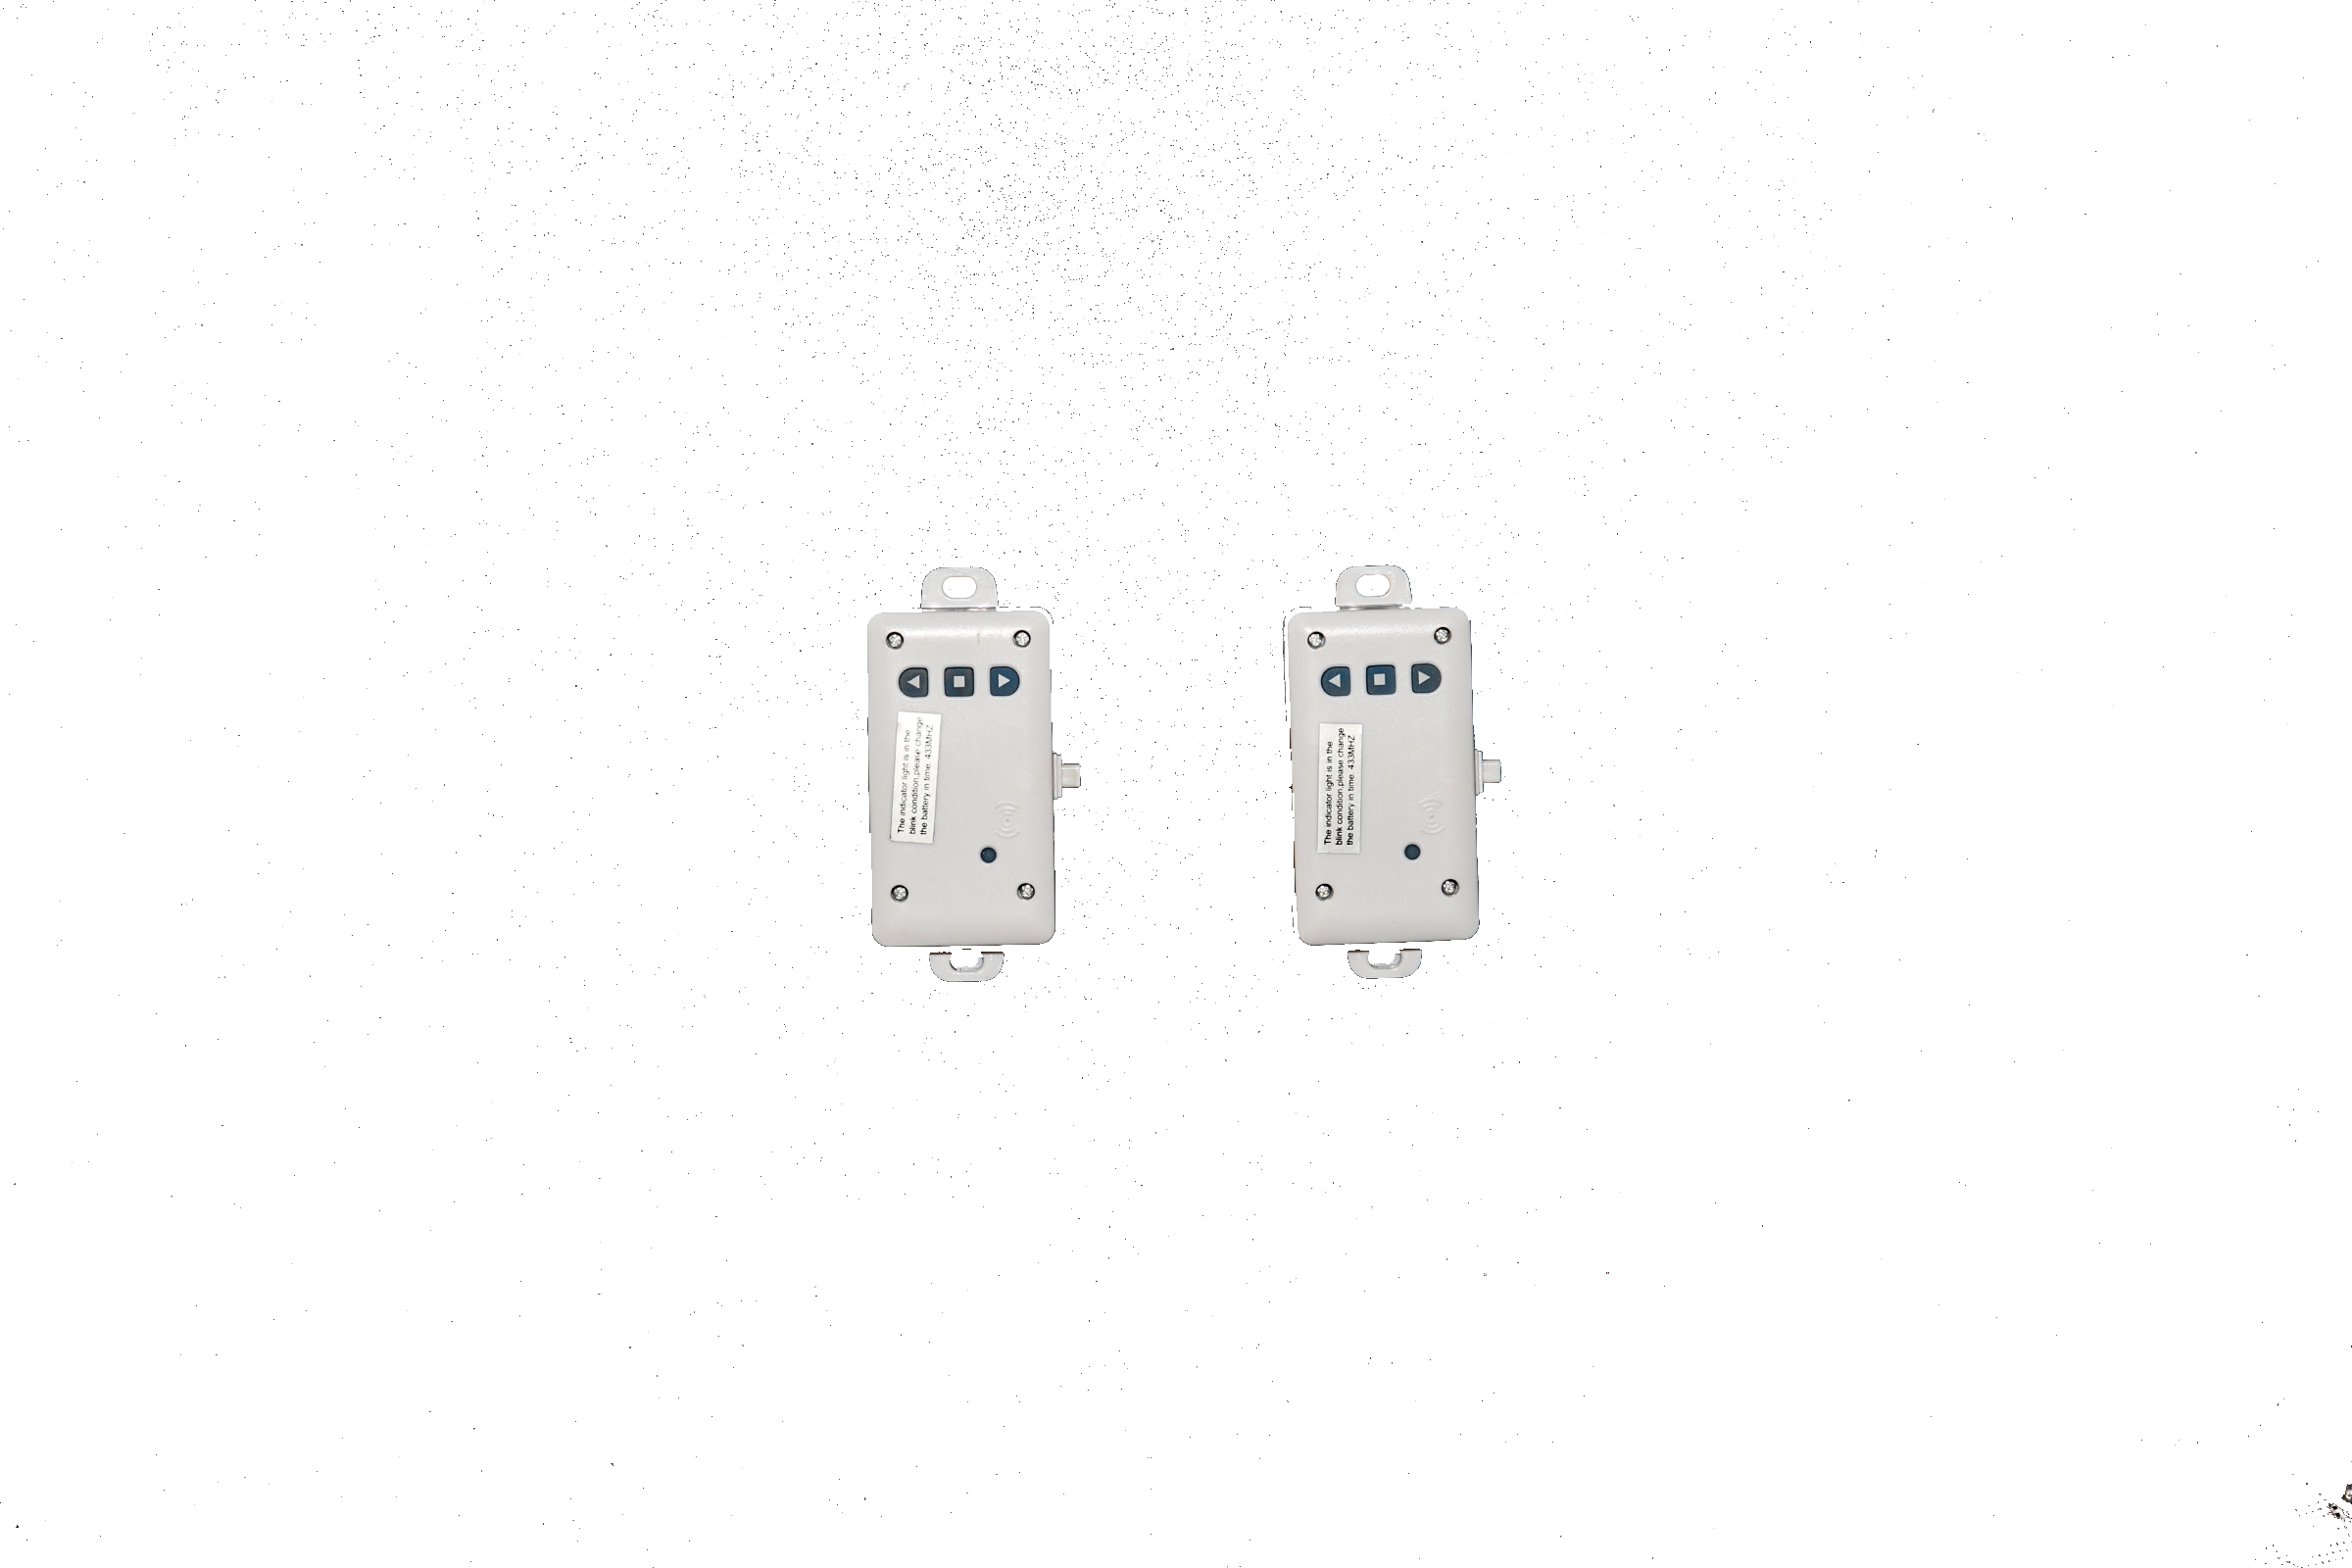 The indicator light is in the
blink condition,please change
the battery in time. 433MHZ
The indicator light is in the
blink condition,please change
the battery in time. 433MHZ